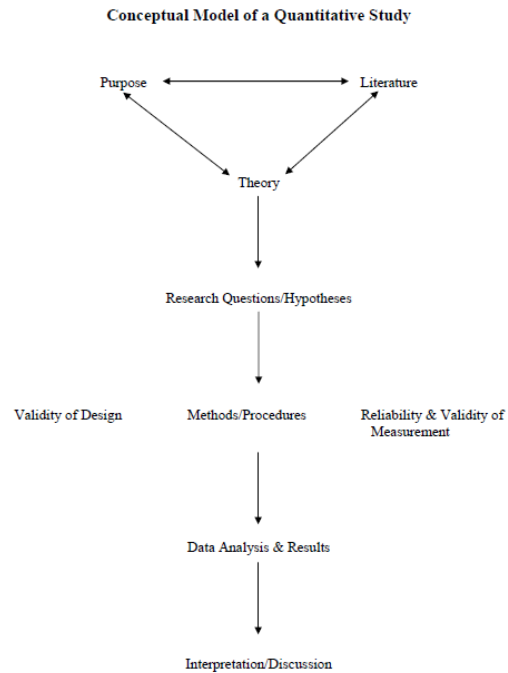 Conceptual Model of a Quantitative Study
Purpose
Literature
Theory
Research Questions/Hypotheses
Validity of Design
Methods/Procedures
Reliability & Validity of
Measurement
Data Analysis & Results
Interpretation/Discussion